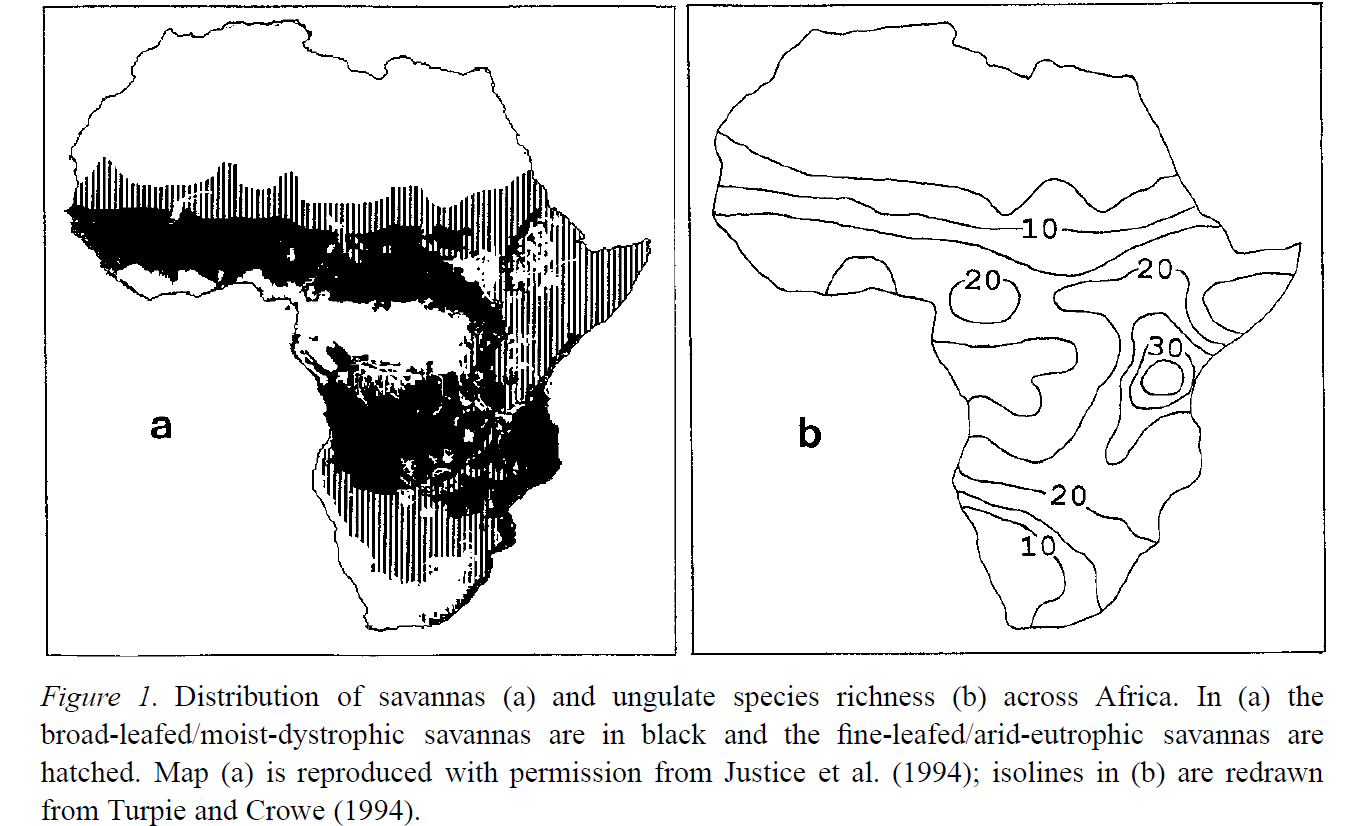 a
b
10
20
20
30
20
10
Figure 1. Distribution of savannas (a) and ungulate species richness (b) across Africa. In (a) the
broad-leafed/moist-dystrophic savannas are in black and the fine-leafed/arid-eutrophic savannas are
hatched. Map (a) is reproduced with permission from Justice et al. (1994); isolines in (b) are redrawn
from Turpie and Crowe (1994).